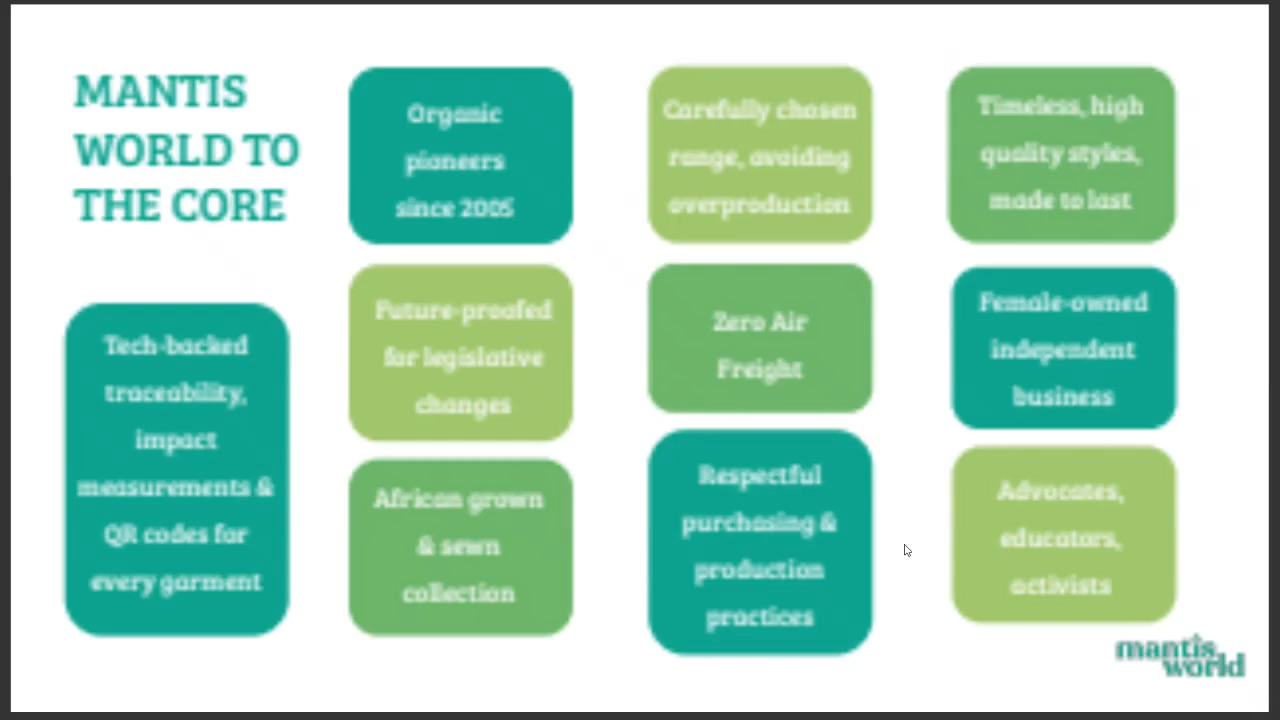 MANTIS
WORLD TO
THE CORE
Tech-backed
traceability,
impact
measurements &
QR codes for
every garment
Organic
pioneers
since 2005
Future-proofed
for legislative
changes
African grown
& sewn
collection
Carefully chosen
range, avoiding
overproduction
Zero Air
Freight
Respectful
purchasing &
production
practices
Timeless, high
quality styles,
made to last
Female-owned
independent
business
Advocates,
educators,
activists
mantis
world